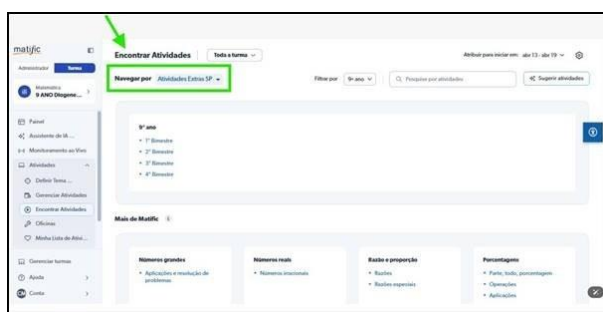 matific
Administrador Turma
Matemática
9 ANO Diogene...
Painel
Assistente de IA ...
Monitoramento ao Vivo
Atividades
Definir Tema ...
Gerenciar Atividades
Encontrar Atividades
Oficinas
Minha Lista de Ativi...
Gerenciar turmas
Ajuda
Conta
Encontrar Atividades Toda a turma
Atribuir para iniciar em: abr 13 - abr 19
Navegar por Atividades Extras SP
Filtrar por 9º ano Pesquise por atividades Sugerir atividades
9º ano
• 1º Bimestre
• 2º Bimestre
• 3º Bimestre
• 4º Bimestre
Mais de Matific
Números grandes
• Aplicações e resolução de
problemas
Números reais
• Números irracionais
Razão e proporção
• Razões
• Razões especiais
Porcentagens
• Parte, todo, porcentagem
• Operações
• Aplicações